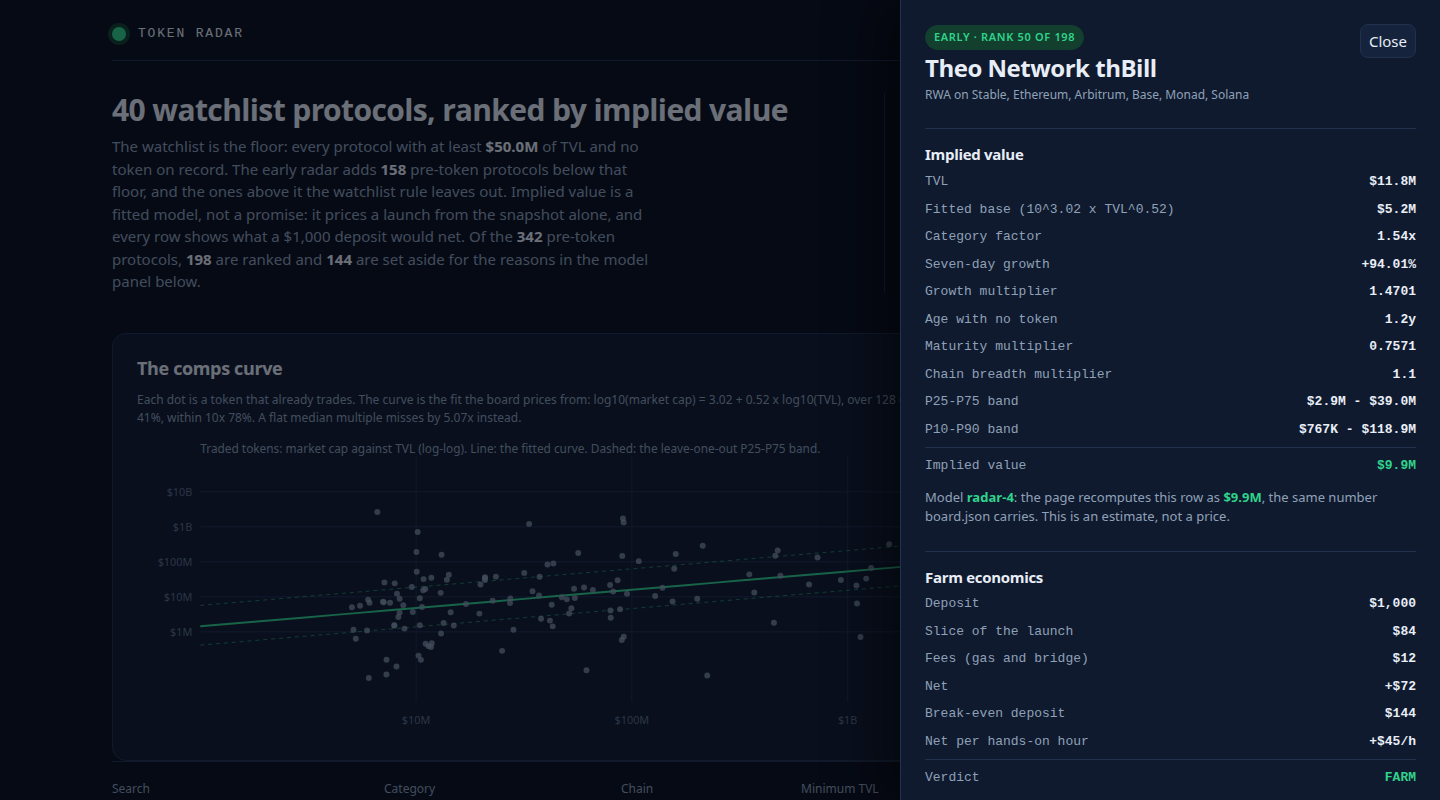 TOKEN RADAR
40 watchlist protocols, ranked by implied value
The watchlist is the floor: every protocol with at least $50.0M of TVL and no
token on record. The early radar adds 158 pre-token protocols below that
floor, and the ones above it the watchlist rule leaves out. Implied value is a
fitted model, not a promise: it prices a launch from the snapshot alone, and
every row shows what a $1,000 deposit would net. Of the 342 pre-token
protocols, 198 are ranked and 144 are set aside for the reasons in the model
panel below.
The comps curve
Each dot is a token that already trades. The curve is the fit the board prices from: log10(market cap) = 3.02 + 0.52 x log10(TVL), over 128
41%, within 10x 78%. A flat median multiple misses by 5.07x instead.
Traded tokens: market cap against TVL (log-log). Line: the fitted curve. Dashed: the leave-one-out P25-P75 band.
$10B
$1B
$100M
$10M
$1M
$10M $100M $1B
Search Category Chain Minimum TVL
EARLY · RANK 50 OF 198
Close
Theo Network thBill
RWA on Stable, Ethereum, Arbitrum, Base, Monad, Solana
Implied value
TVL $11.8M
Fitted base (10^3.02 x TVL^0.52) $5.2M
Category factor 1.54x
Seven-day growth +94.01%
Growth multiplier 1.4701
Age with no token 1.2y
Maturity multiplier 0.7571
Chain breadth multiplier 1.1
P25-P75 band $2.9M - $39.0M
P10-P90 band $767K - $118.9M
Implied value $9.9M
Model radar-4: the page recomputes this row as $9.9M, the same number
board.json carries. This is an estimate, not a price.
Farm economics
Deposit $1,000
Slice of the launch $84
Fees (gas and bridge) $12
Net +$72
Break-even deposit $144
Net per hands-on hour +$45/h
Verdict FARM